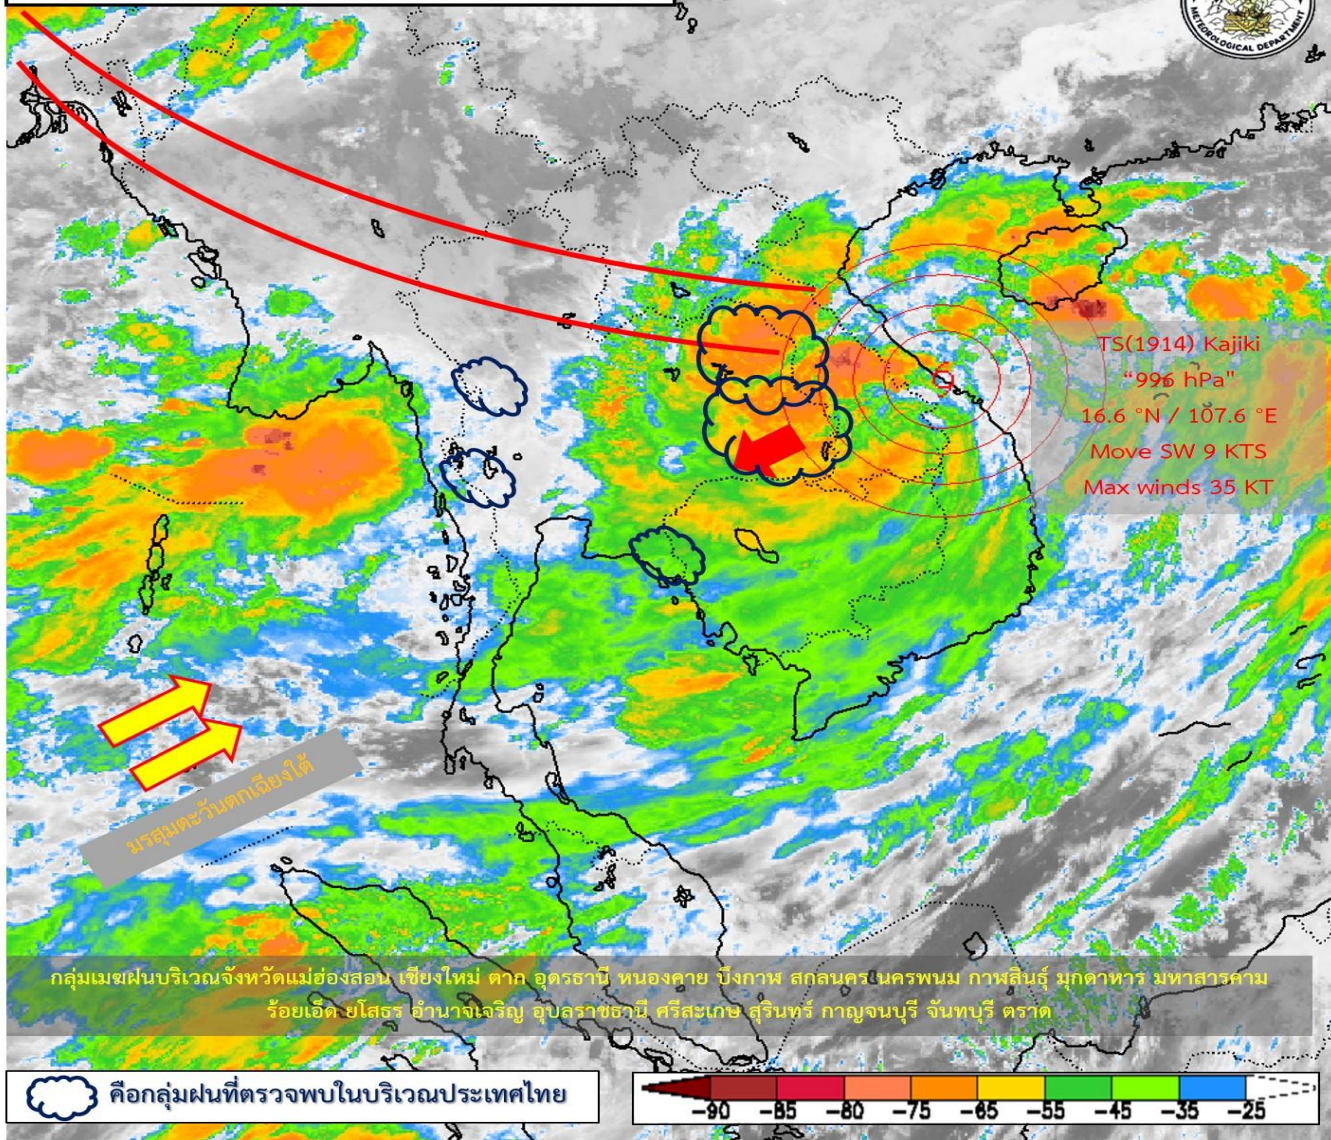 METEOROLOGICAL DEPARTMENT
TS(1914) Kajiki
“996 hPa"
16.6 °N / 107.6 °E
Move SW 9 KTS
Max winds 35 KT
มรสุมตะวันตกเฉียงใต้
กลุ่มเมฆฝนบริเวณจังหวัดแม่ฮ่องสอน เชียงใหม่ ตาก อุดรธานี หนองคาย บึงกาฬ สกลนคร นครพนม กาฬสินธุ์ มุกดาหาร มหาสารคาม
ร้อยเอ็ด ยโสธร อำนาจเจริญ อุบลราชธานี ศรีสะเกษ สุรินทร์ กาญจนบุรี จันทบุรี ตราด
คือกลุ่มฝนที่ตรวจพบในบริเวณประเทศไทย
-90 -85 -80 -75 -65 -55 -45 -35 -25